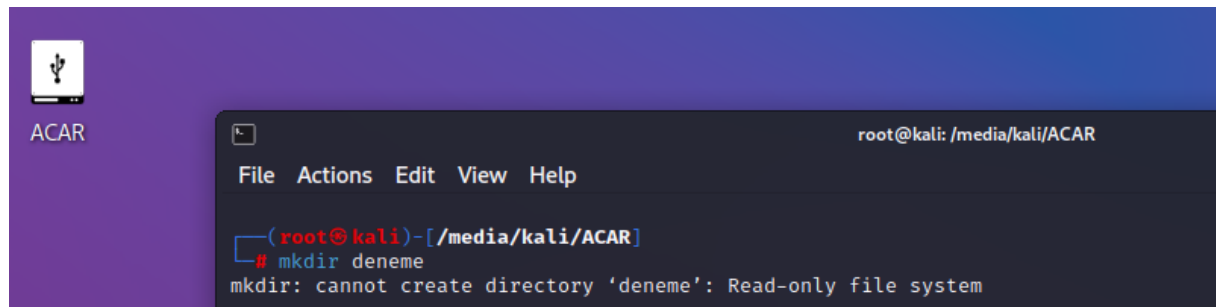 ACAR
root@kali: /media/kali/ACAR
File Actions Edit View Help
┌──(root㉿kali)-[/media/kali/ACAR]
└─# mkdir deneme
mkdir: cannot create directory ‘deneme’: Read-only file system